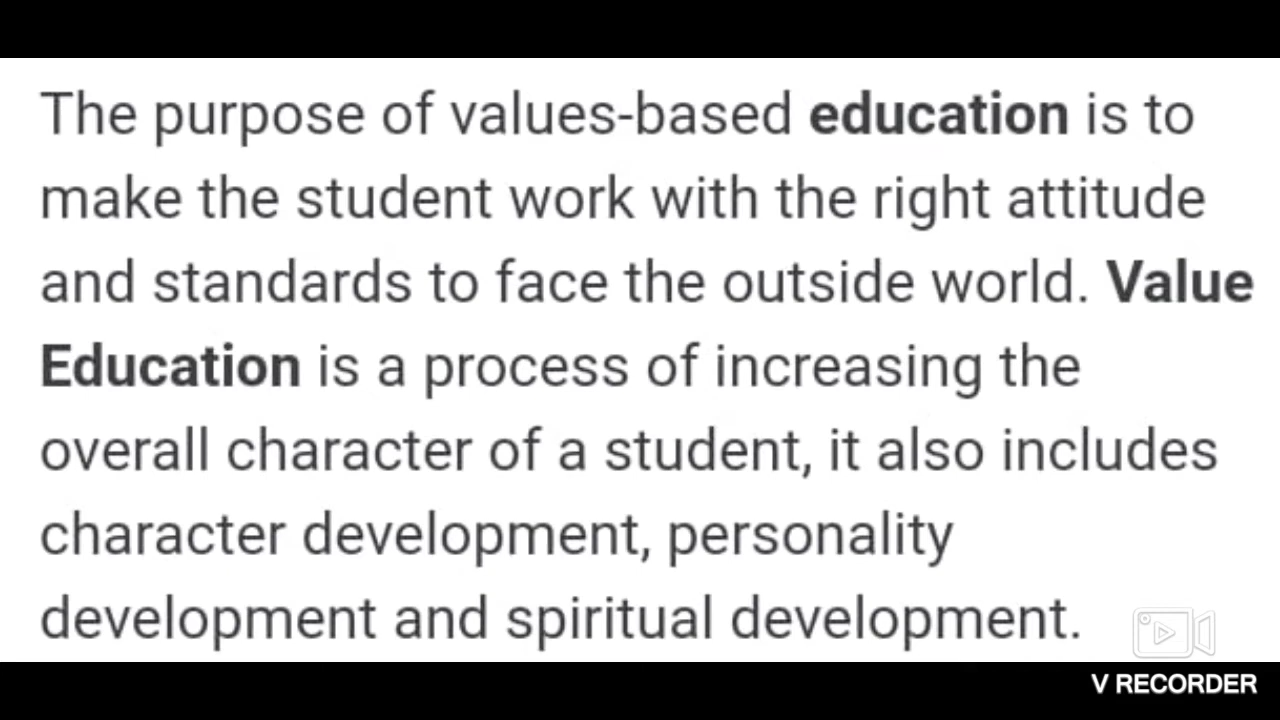 The purpose of values-based education is to
make the student work with the right attitude
and standards to face the outside world. Value
Education is a process of increasing the
overall character of a student, it also includes
character development, personality
development and spiritual development.
V RECORDER